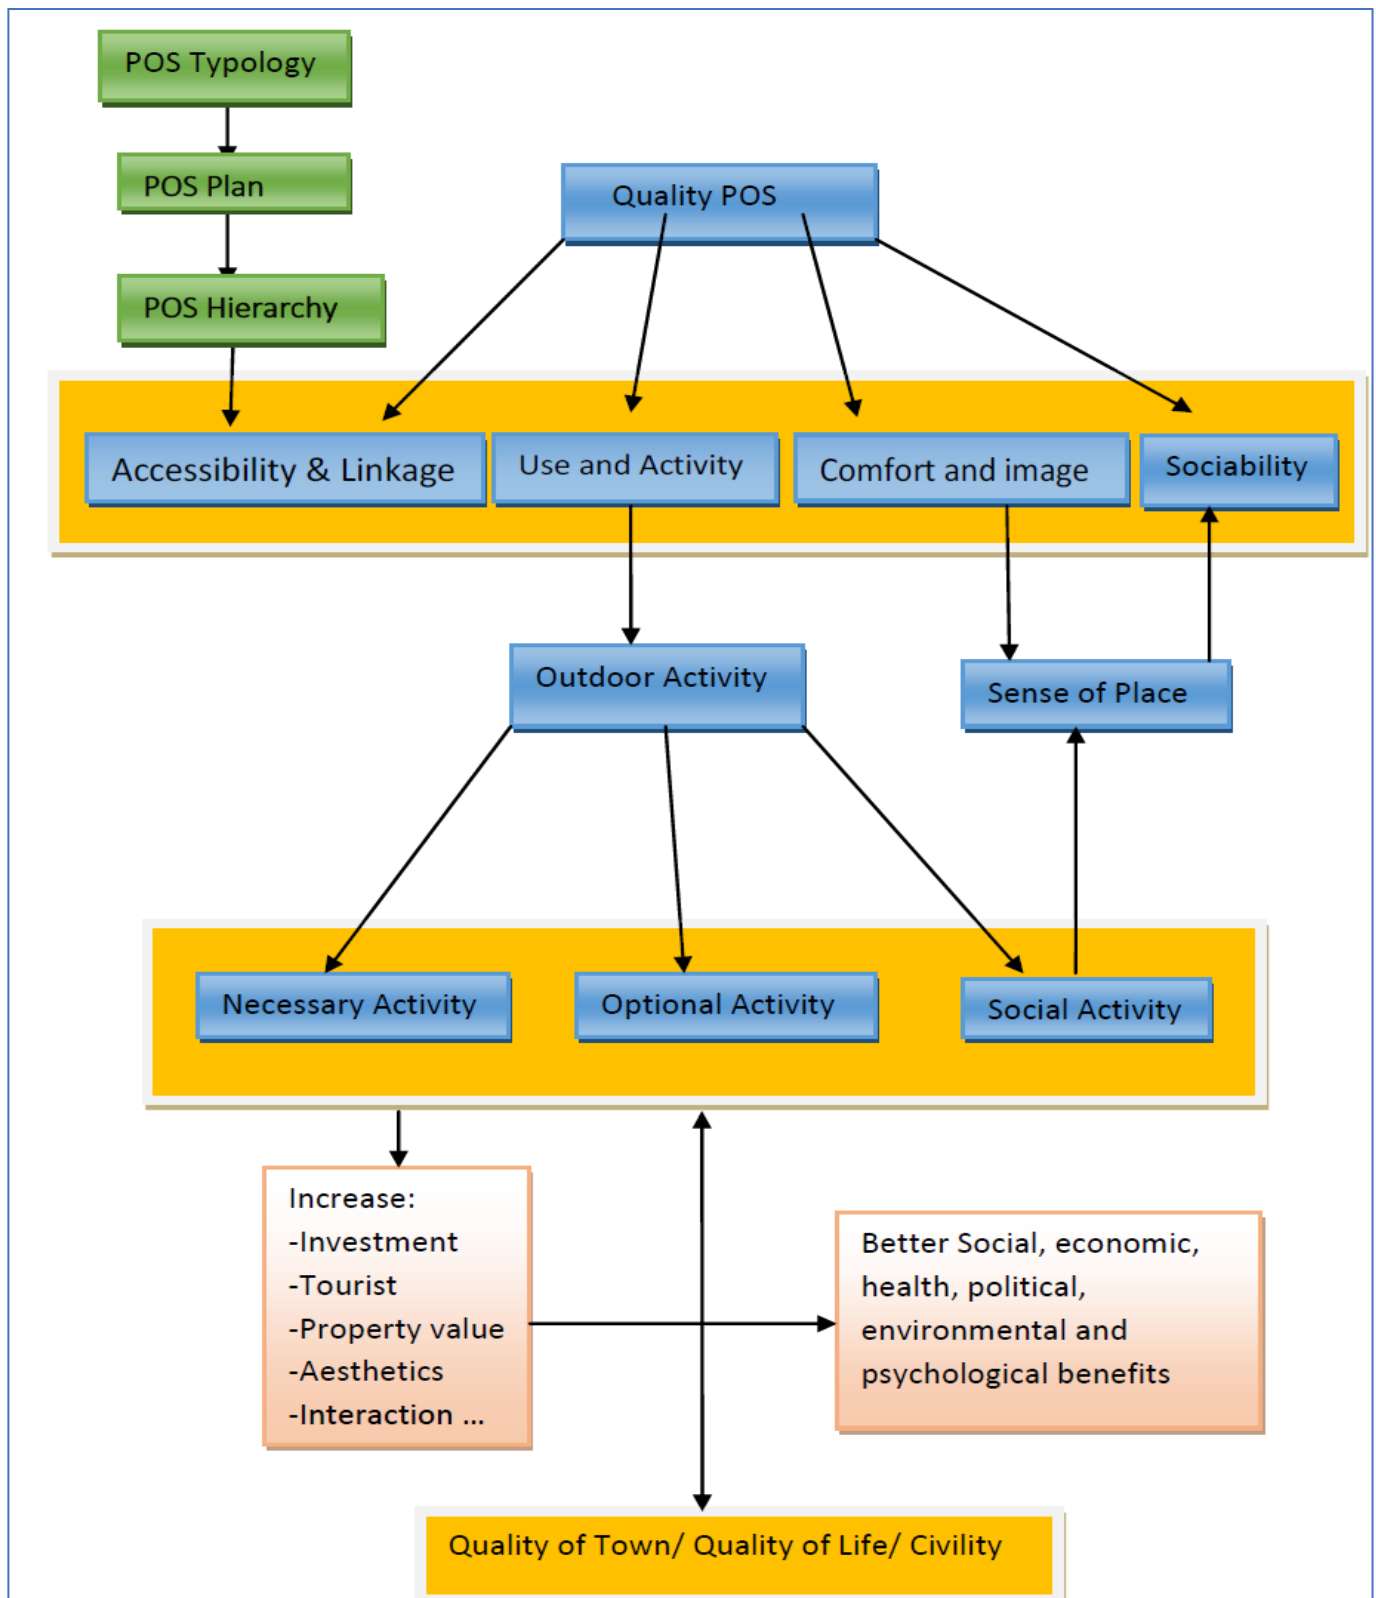 POS Typology
POS Plan
Quality POS
POS Hierarchy
Accessibility & Linkage
Use and Activity
Comfort and image
Sociability
Outdoor Activity
Sense of Place
Necessary Activity
Optional Activity
Social Activity
Increase:
-Investment
-Tourist
-Property value
-Aesthetics
-Interaction ...
Better Social, economic,
health, political,
environmental and
psychological benefits
Quality of Town/ Quality of Life/ Civility